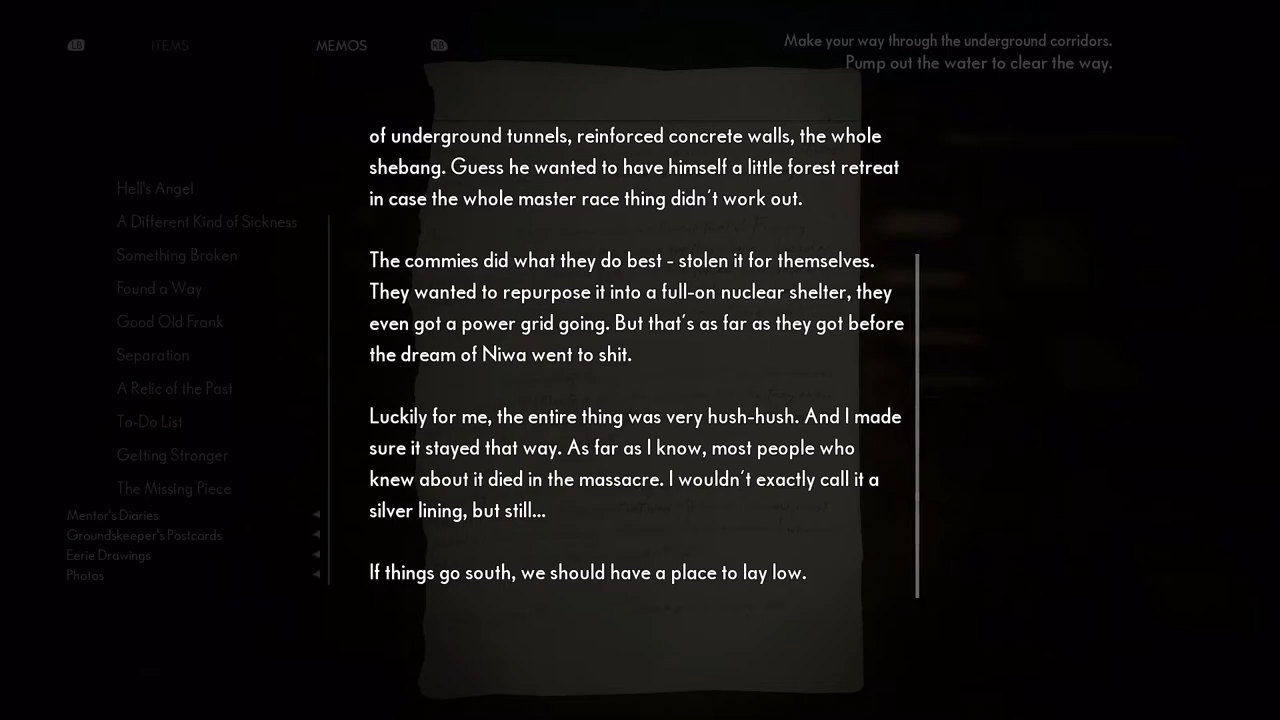 LB ITEMS MEMOS RB
Make your way through the underground corridors.
Pump out the water to clear the way.
Hell's Angel
A Different Kind of Sickness
Something Broken
Found a Way
Good Old Frank
Separation
A Relic of the Past
To-Do List
Getting Stronger
The Missing Piece
Mentor's Diaries
Groundskeeper's Postcards
Eerie Drawings
Photos
of underground tunnels, reinforced concrete walls, the whole
shebang. Guess he wanted to have himself a little forest retreat
in case the whole master race thing didn't work out.
The commies did what they do best - stolen it for themselves.
They wanted to repurpose it into a full-on nuclear shelter, they
even got a power grid going. But that's as far as they got before
the dream of Niwa went to shit.
Luckily for me, the entire thing was very hush-hush. And I made
sure it stayed that way. As far as I know, most people who
knew about it died in the massacre. I wouldn't exactly call it a
silver lining, but still...
If things go south, we should have a place to lay low.